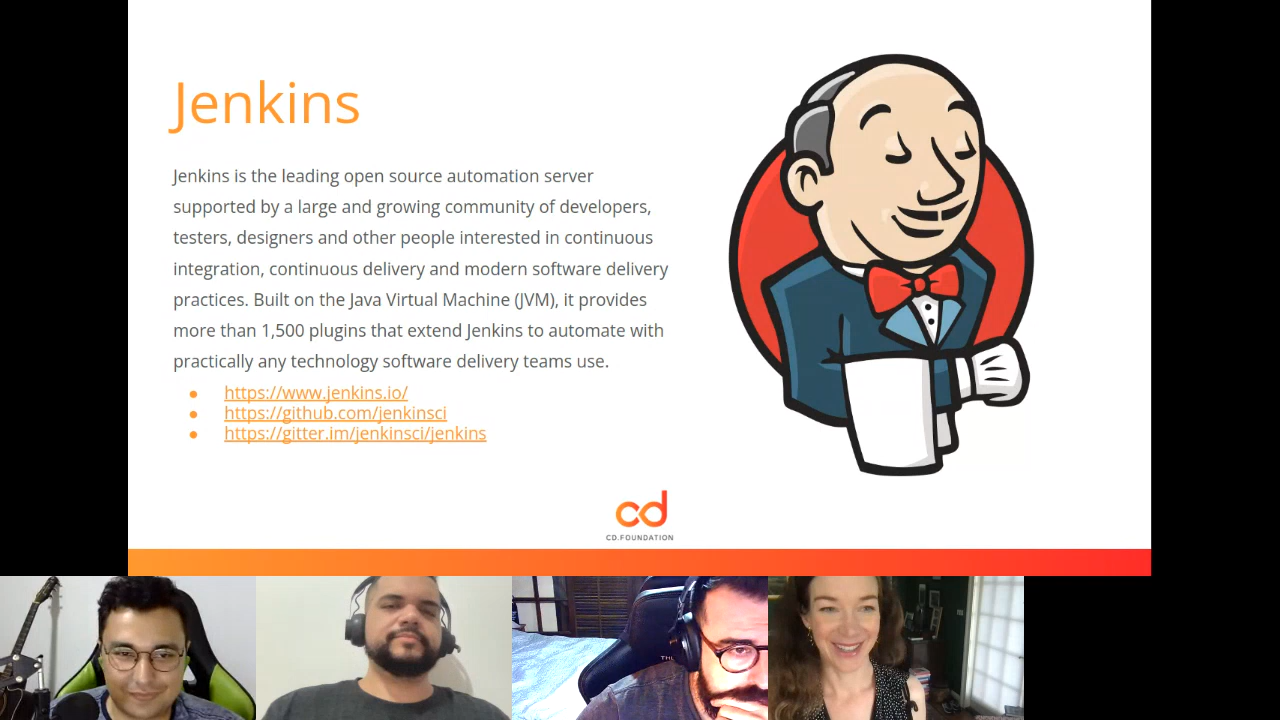 Jenkins
Jenkins is the leading open source automation server
supported by a large and growing community of developers,
testers, designers and other people interested in continuous
integration, continuous delivery and modern software delivery
practices. Built on the Java Virtual Machine (JVM), it provides
more than 1,500 plugins that extend Jenkins to automate with
practically any technology software delivery teams use.
● https://www.jenkins.io/
● https://github.com/jenkinsci
● https://gitter.im/jenkinsci/jenkins
cd
CD.FOUNDATION